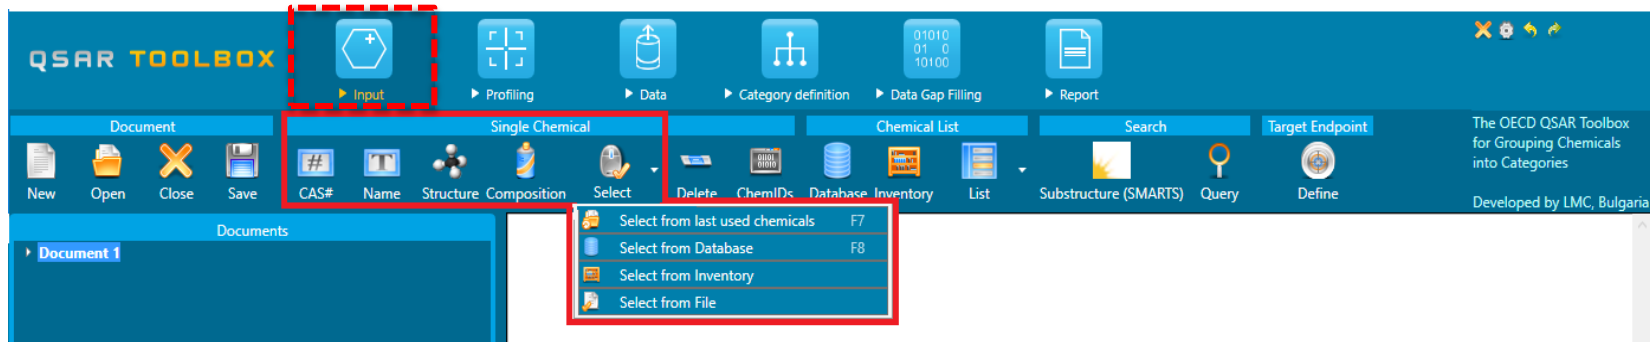 QSAR TOOLBOX
Input
Profiling
Data
Category definition
Data Gap Filling
Report
01010
01 0
10100
Document
Single Chemical
Chemical List
Search
Target Endpoint
New
Open
Close
Save
CAS#
Name
Structure
Composition
Select
Delete
ChemIDs
Database
Inventory
List
Substructure (SMARTS)
Query
Define
The OECD QSAR Toolbox
for Grouping Chemicals
into Categories
Developed by LMC, Bulgaria
Documents
Document 1
Select from last used chemicals F7
Select from Database F8
Select from Inventory
Select from File